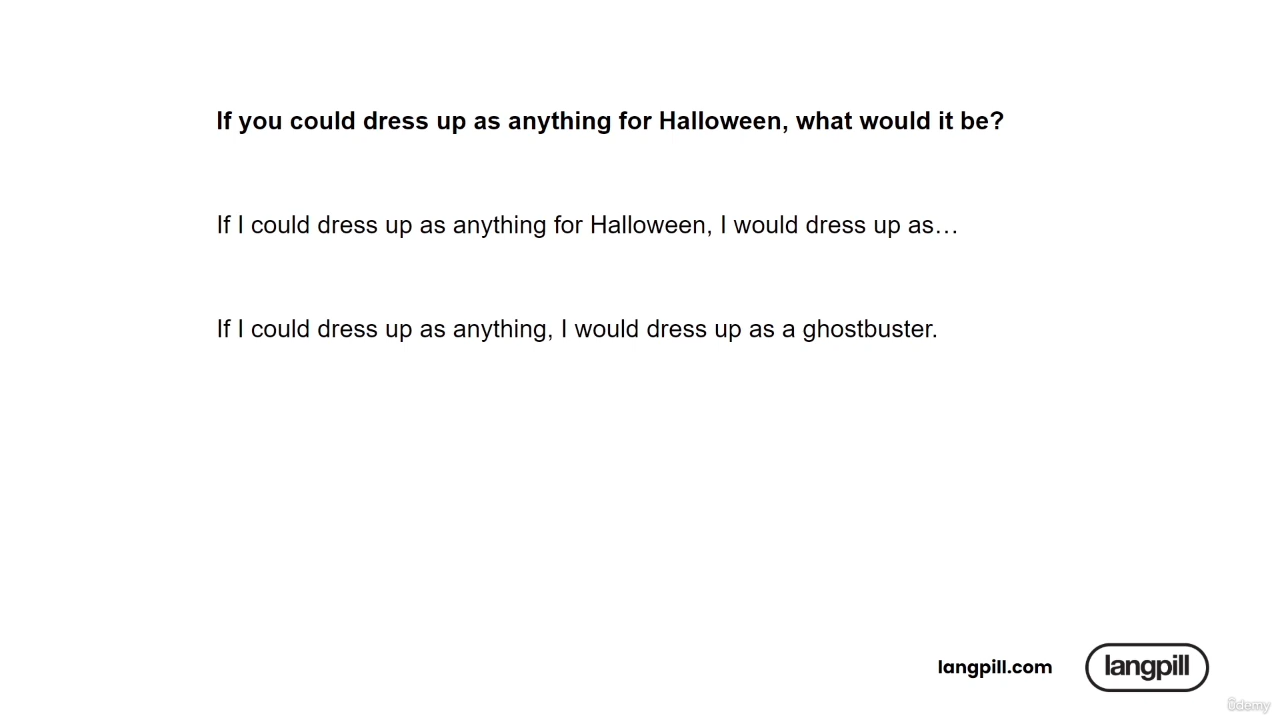 If you could dress up as anything for Halloween, what would it be?
If I could dress up as anything for Halloween, I would dress up as…
If I could dress up as anything, I would dress up as a ghostbuster.
langpill.com
langpill
ûdemy